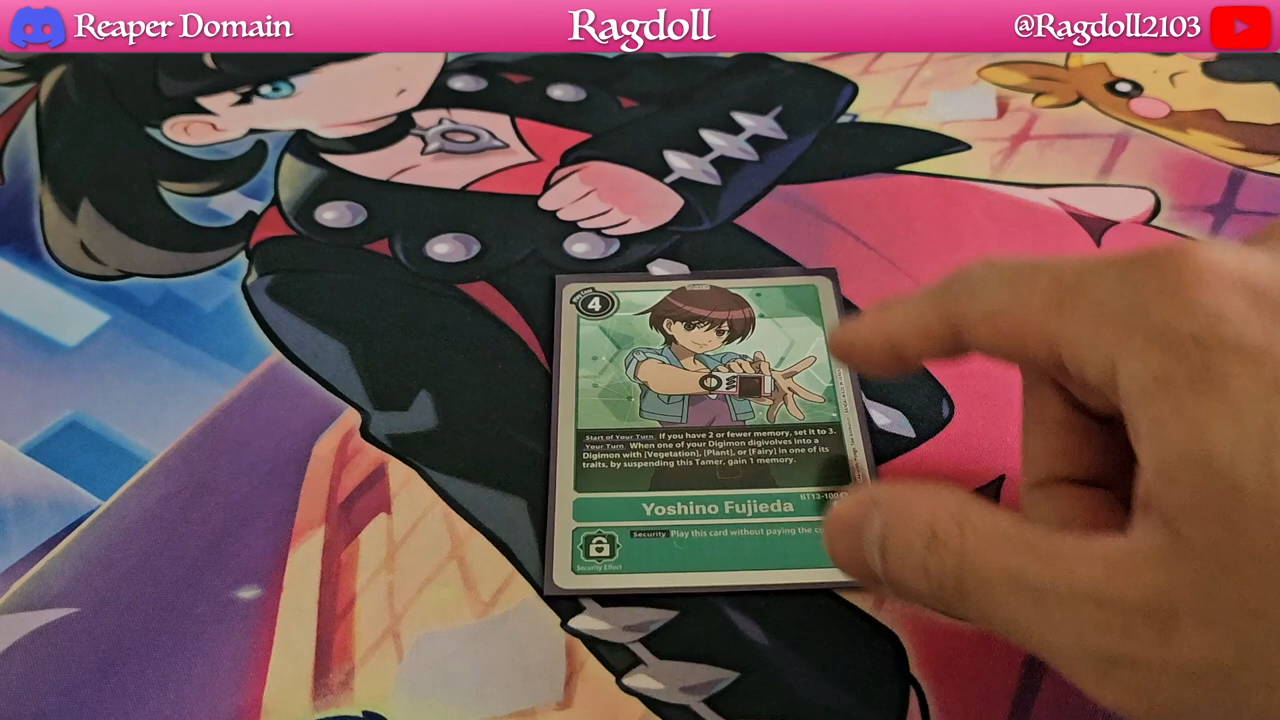 Reaper Domain
Ragdoll
@Ragdoll2103
4
Start of Your Turn If you have 2 or fewer memory, set it to 3.
Your Turn When one of your Digimon digivolves into a
Digimon with [Vegetation], [Plant], or [Fairy] in one of its
traits, by suspending this Tamer, gain 1 memory.
BT13-100
Yoshino Fujieda
Security Play this card without paying the
Security Effect